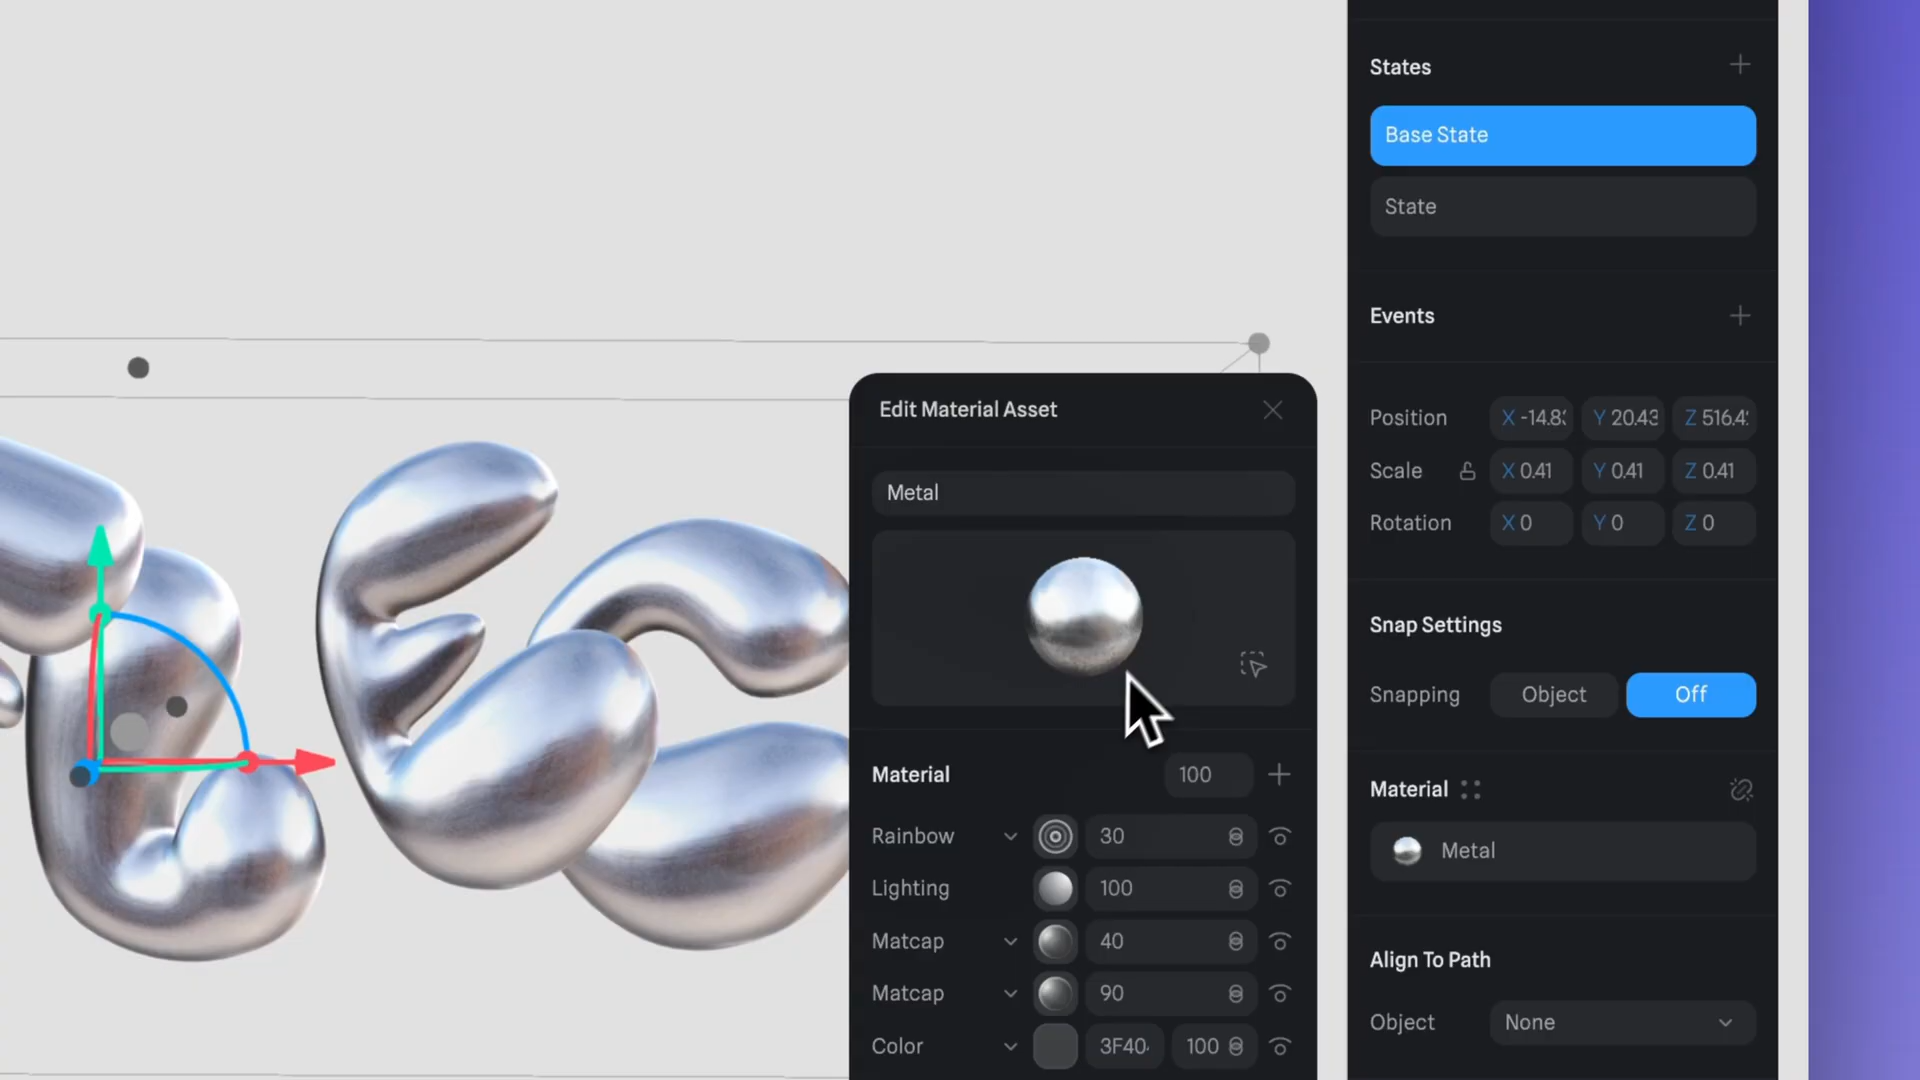 States
Base State
State
Events
Position X -14.8 Y 20.43 Z 516.4
Scale X 0.41 Y 0.41 Z 0.41
Rotation X 0 Y 0 Z 0
Snap Settings
Snapping Object Off
Material
Metal
Align To Path
Object None
Edit Material Asset
Metal
Material 100
Rainbow 30
Lighting 100
Matcap 40
Matcap 90
Color 3F40 100